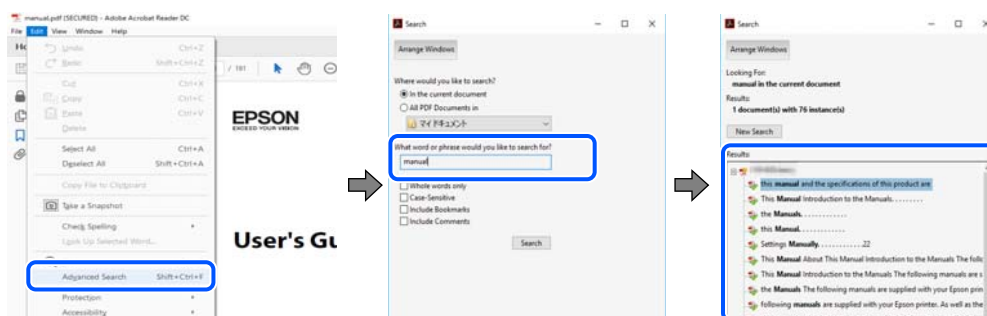 manual.pdf (SECURED) - Adobe Acrobat Reader DC
File Edit View Window Help
Undo Ctrl+Z
Redo Shift+Ctrl+Z
Cut Ctrl+X
Copy Ctrl+C
Paste Ctrl+V
Delete
Select All Ctrl+A
Deselect All Shift+Ctrl+A
Copy File to Clipboard
Take a Snapshot
Check Spelling
Look Up Selected Word...
Advanced Search Shift+Ctrl+F
Protection
Accessibility
/ 191
EPSON
EXCEED YOUR VISION
User's Gu
Search
Arrange Windows
Where would you like to search?
In the current document
All PDF Documents in
マイ ドキュメント
What word or phrase would you like to search for?
manual
Whole words only
Case-Sensitive
Include Bookmarks
Include Comments
Search
Search
Arrange Windows
Looking For:
manual in the current document
Results:
1 document(s) with 76 instance(s)
New Search
Results:
this manual and the specifications of this product are
This Manual Introduction to the Manuals. . . . . . . . .
the Manuals. . . . . . . . . . . . .
this Manual. . . . . . . . . . . . .
Settings Manually. . . . . . . . . . . . .22
This Manual About This Manual Introduction to the Manuals The follo
This Manual Introduction to the Manuals The following manuals are s
the Manuals The following manuals are supplied with your Epson prin
following manuals are supplied with your Epson printer. As well as the